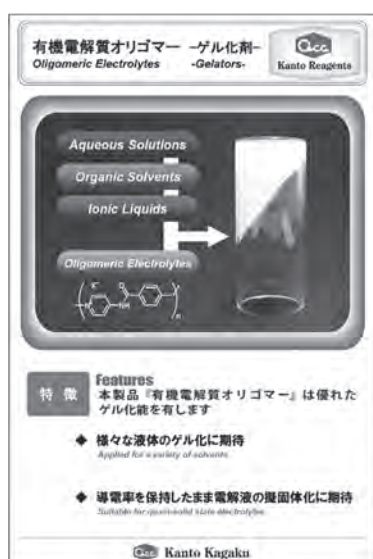 有機電解質オリゴマー -ゲル化剤-
Oligomeric Electrolytes -Gelators-
acc
Kanto Reagents
Aqueous Solutions
Organic Solvents
Ionic Liquids
Oligomeric Electrolytes
特 徴
Features
本製品『有機電解質オリゴマー』は優れた
ゲル化能を有します
◆ 様々な液体のゲル化に期待
Applied for a variety of solvents
◆ 導電率を保持したまま電解液の擬固体化に期待
Suitable for quasi-solid state electrolytes
Kanto Kagaku